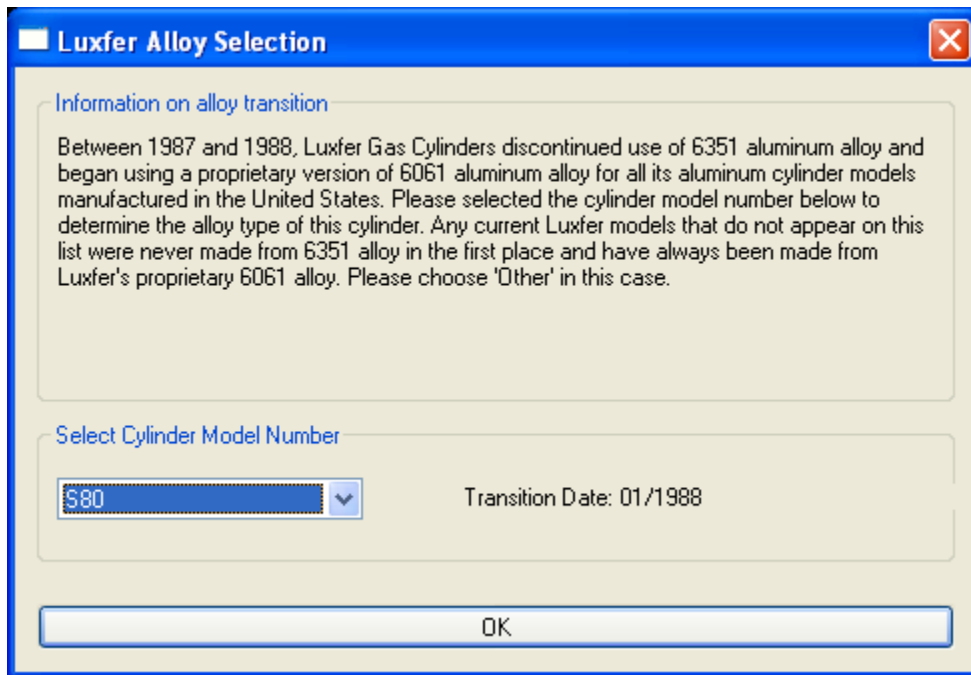 Luxfer Alloy Selection
Information on alloy transition
Between 1987 and 1988, Luxfer Gas Cylinders discontinued use of 6351 aluminum alloy and
began using a proprietary version of 6061 aluminum alloy for all its aluminum cylinder models
manufactured in the United States. Please selected the cylinder model number below to
determine the alloy type of this cylinder. Any current Luxfer models that do not appear on this
list were never made from 6351 alloy in the first place and have always been made from
Luxfer's proprietary 6061 alloy. Please choose 'Other' in this case.
Select Cylinder Model Number
S80
Transition Date: 01/1988
OK